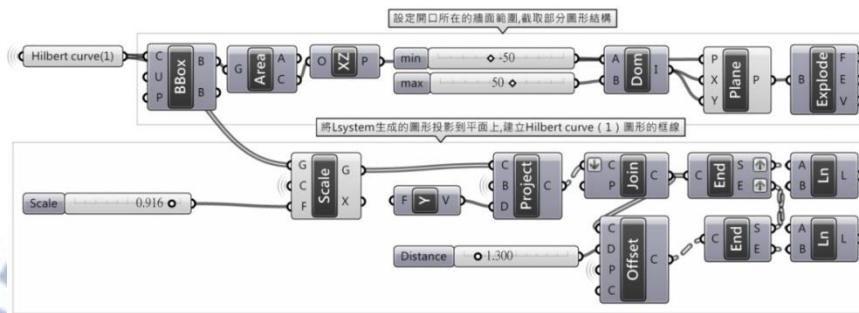 設定開口所在的牆面範圍,截取部分圖形結構
Hilbert curve(1)
C
U
P
BBox
B
B
G
Area
A
C
O
XZ
P
min
-50
max
50
A
B
Dom
I
P
X
Y
Plane
P
B
Explode
F
E
V
將Lsystem生成的圖形投影到平面上,建立Hilbert curve（1）圖形的框線
Scale
0.916
G
C
F
Scale
G
X
F
Y
V
C
B
D
Project
C
C
P
Join
C
C
End
S
E
A
B
Ln
L
Distance
1.300
C
D
P
C
Offset
C
C
End
S
E
A
B
Ln
L